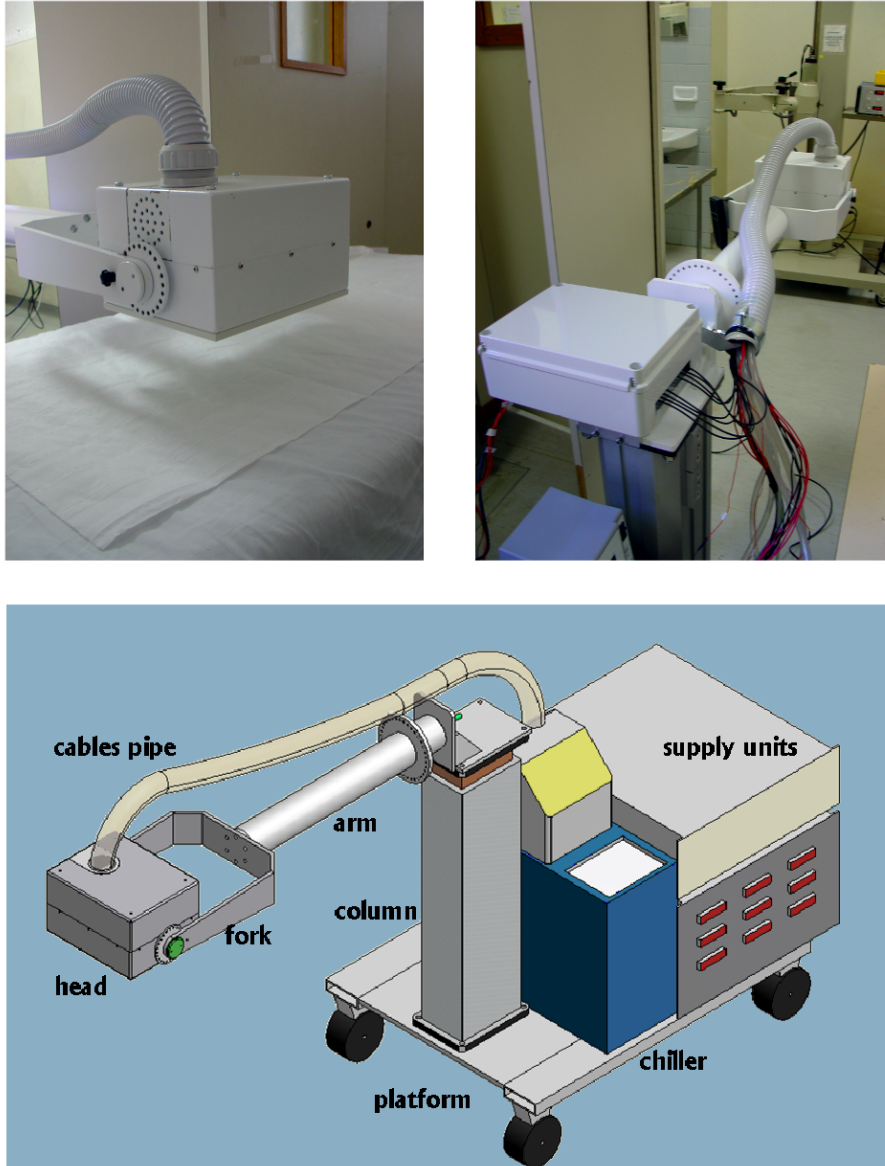 cables pipe
supply units
arm
column
fork
head
chiller
platform